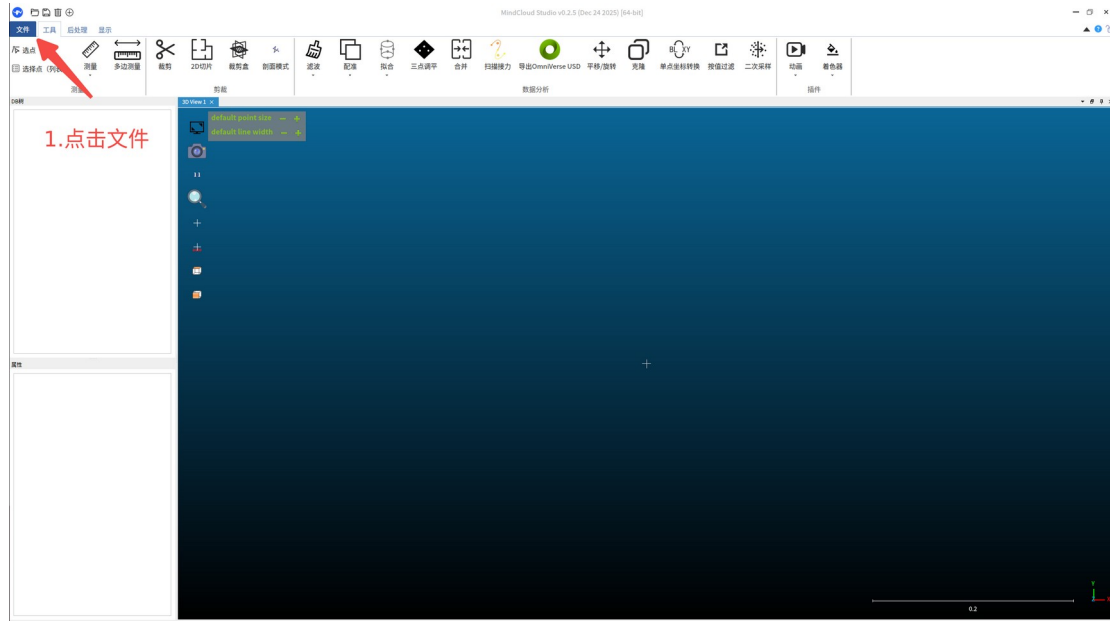 MindCloud Studio v0.2.5 (Dec 24 2025) [64-bit]
文件 工具 后处理 显示
选点
选择点（列表
测量
多边测量
裁剪
2D切片
裁剪盒
剖面模式
滤波
配准
拟合
三点调平
合并
扫描接力
导出OmniVerse USD
平移/旋转
克隆
BL XY
单点坐标转换
按值过滤
二次采样
动画
着色器
剪裁
数据分析
插件
DB树
3D View 1
default point size
default line width
1.点击文件
属性
Y
0.2